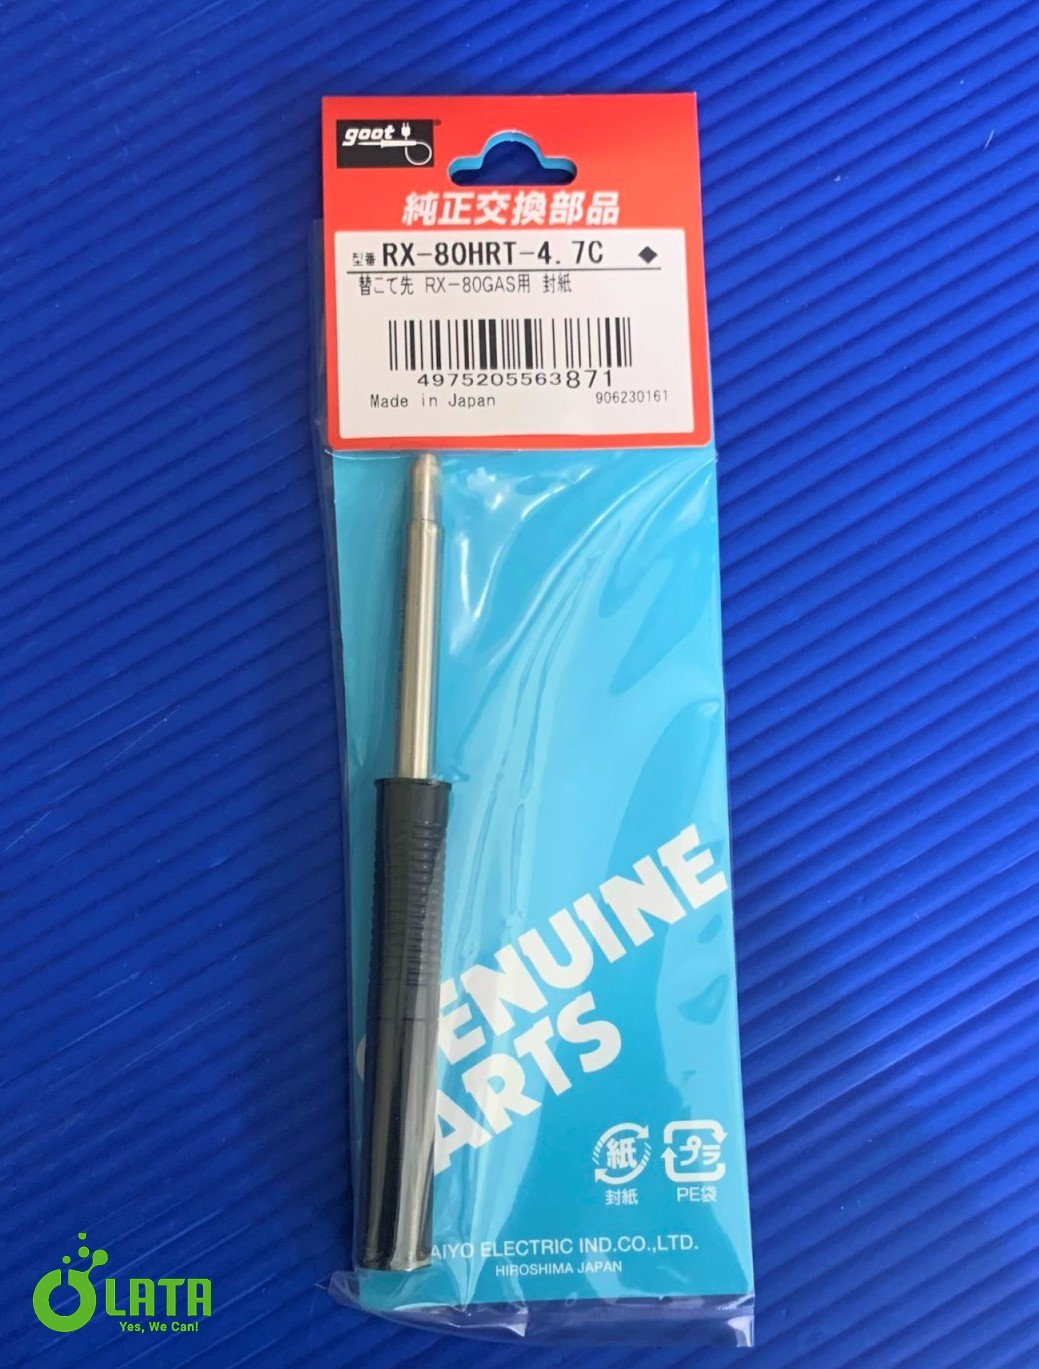 goot
純正交換部品
型番 RX-80HRT-4.7C ◆
替こて先 RX-80GAS用 封紙
4975205563871
Made in Japan 906230161
ENUINE
ARTS
紙 プラ
封紙 PE袋
AIYO ELECTRIC IND.CO.,LTD.
HIROSHIMA JAPAN
OLATA
Yes, We Can!